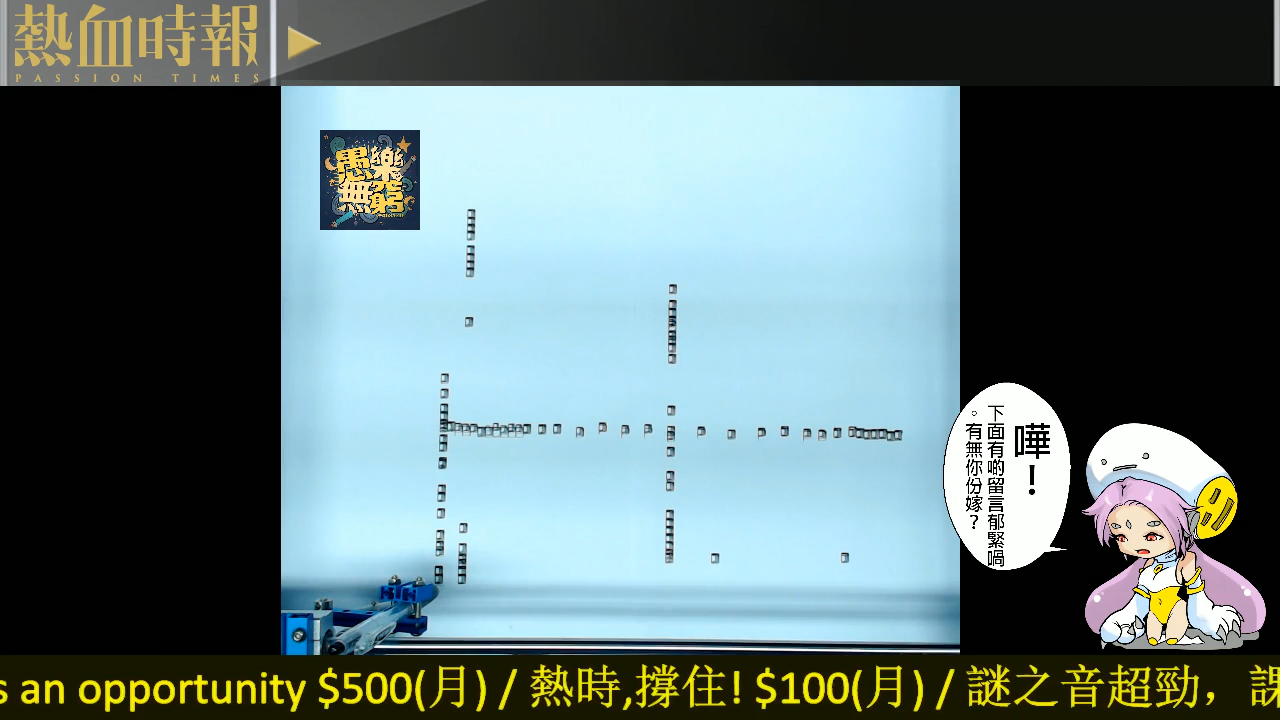 熱血時報
PASSION TIMES
愚樂
無窮
嘩！
下面有啲留言郁緊喎
。有無你份嫁？
s an opportunity $500(月) / 熱時,撐住! $100(月) / 謎之音超勁，課